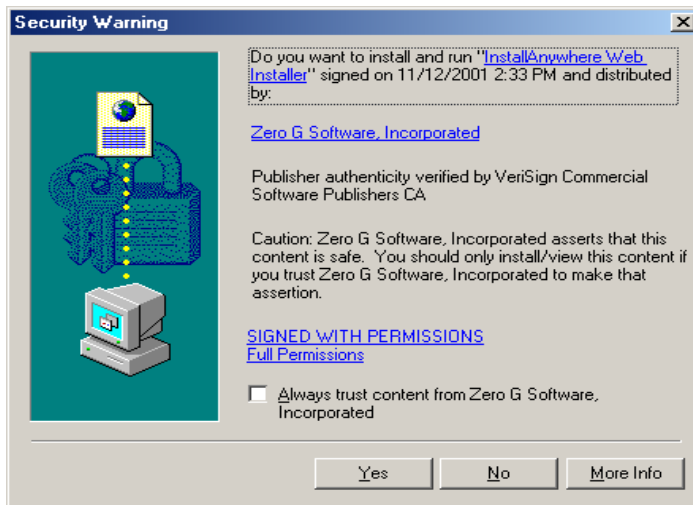 Security Warning
Do you want to install and run "InstallAnywhere Web
Installer" signed on 11/12/2001 2:33 PM and distributed
by:
Zero G Software, Incorporated
Publisher authenticity verified by VeriSign Commercial
Software Publishers CA
Caution: Zero G Software, Incorporated asserts that this
content is safe.  You should only install/view this content if
you trust Zero G Software, Incorporated to make that
assertion.
SIGNED WITH PERMISSIONS
Full Permissions
Always trust content from Zero G Software,
Incorporated
Yes
No
More Info